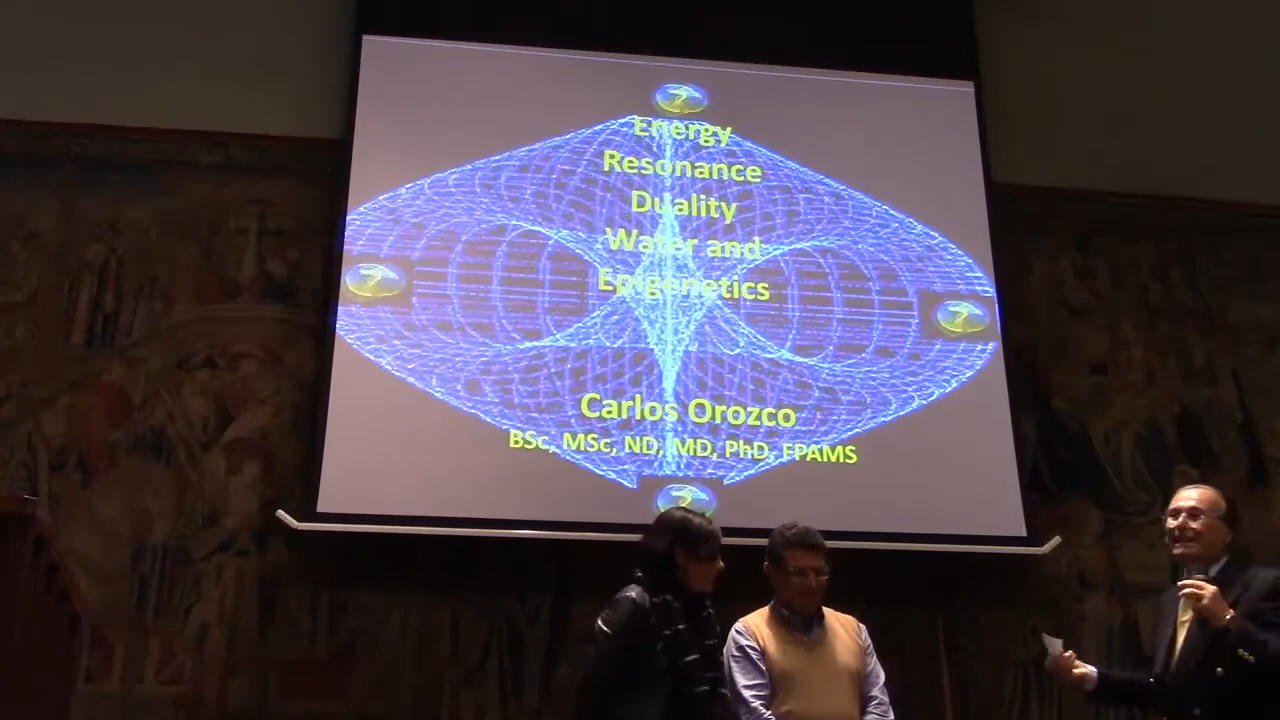 Energy
Resonance
Duality
Water and
Epigenetics
Carlos Orozco
BSc, MSc, ND, MD, PhD, FPAMS